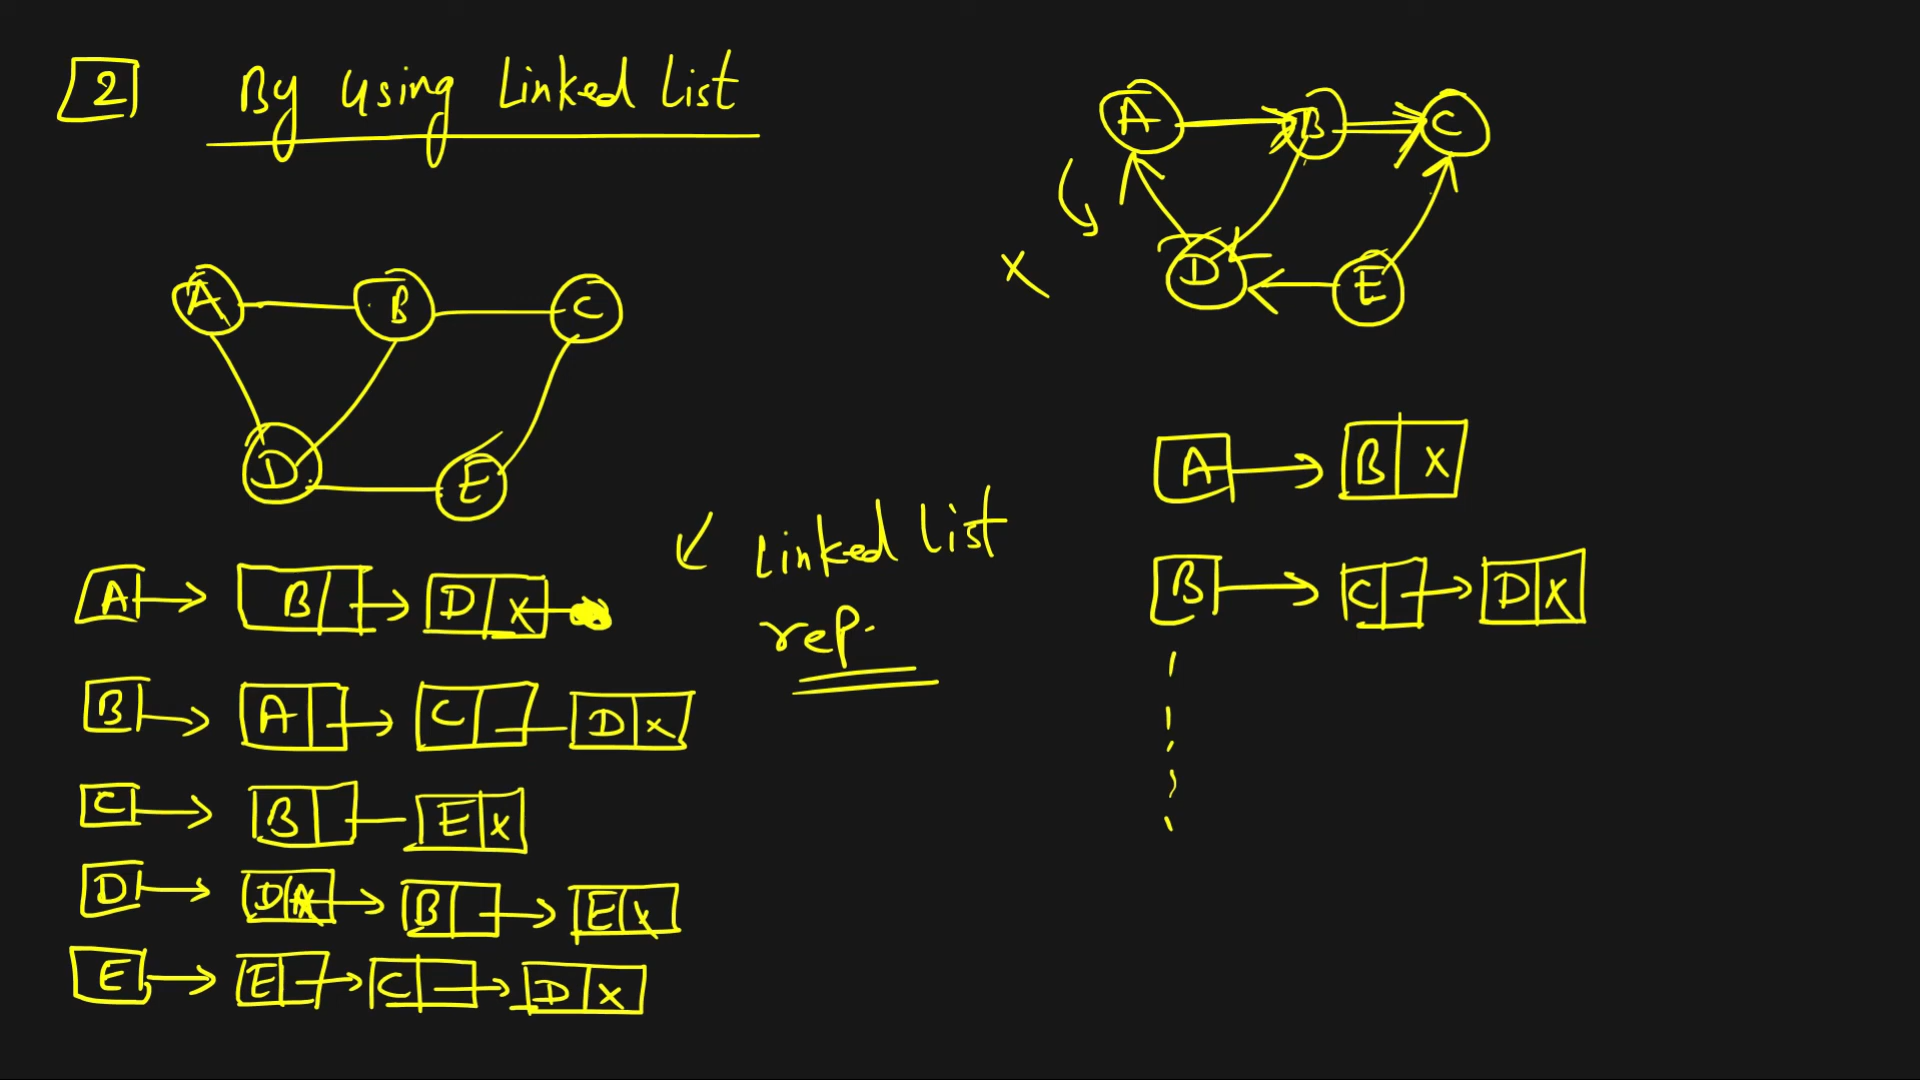 2 By Using Linked List
A B C
D E
A B D X
B A C D X
C B E X
D D A B E X
E E C D X
Linked List
rep.
A B C
D E
X
A B X
B C D X